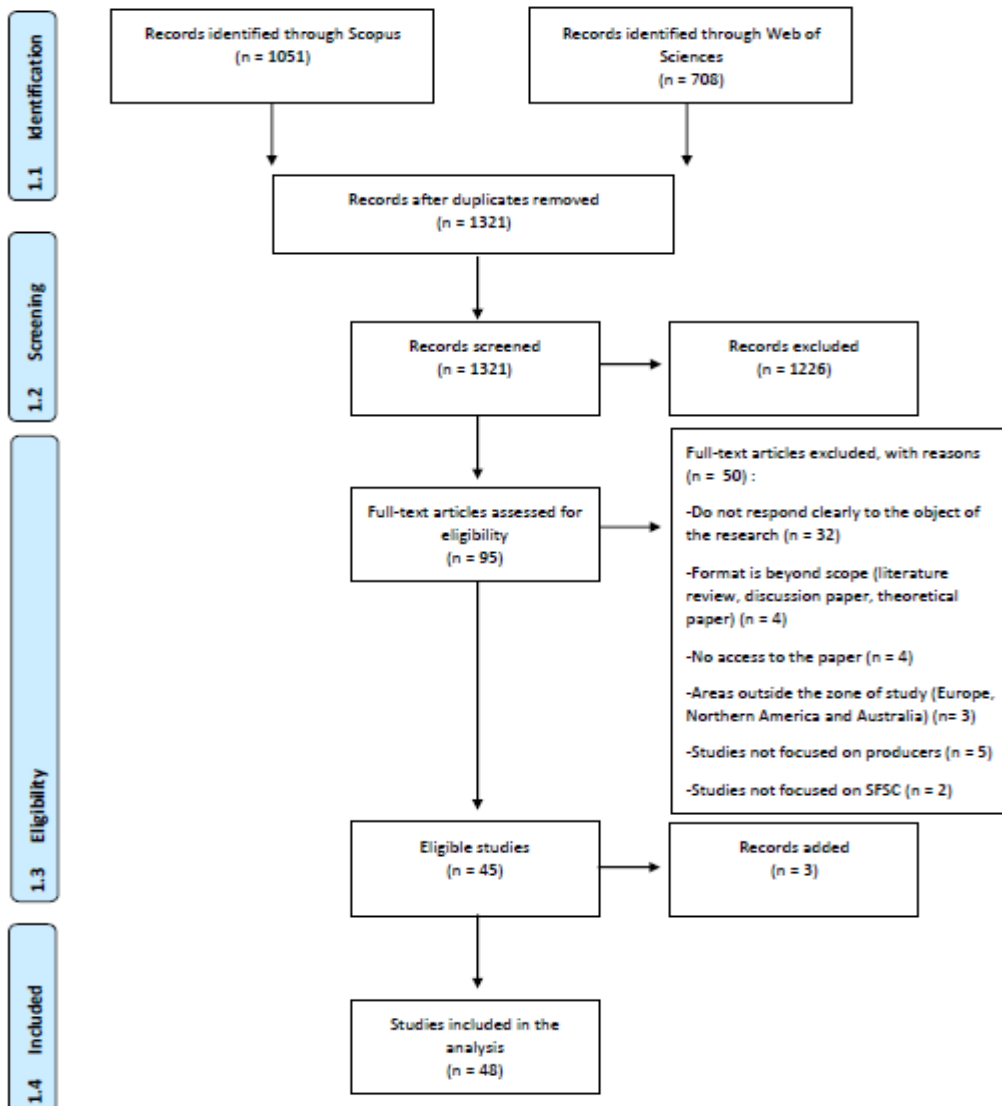 1.1 Identification
Records identified through Scopus
(n = 1051)
Records identified through Web of
Sciences
(n = 708)
Records after duplicates removed
(n = 1321)
1.2 Screening
Records screened
(n = 1321)
Records excluded
(n = 1226)
1.3 Eligibility
Full-text articles assessed for
eligibility
(n = 95)
Full-text articles excluded, with reasons
(n = 50) :
-Do not respond clearly to the object of
the research (n = 32)
-Format is beyond scope (literature
review, discussion paper, theoretical
paper) (n = 4)
-No access to the paper (n = 4)
-Areas outside the zone of study (Europe,
Northern America and Australia) (n= 3)
-Studies not focused on producers (n = 5)
-Studies not focused on SFSC (n = 2)
Eligible studies
(n = 45)
Records added
(n = 3)
1.4 Included
Studies included in the
analysis
(n = 48)